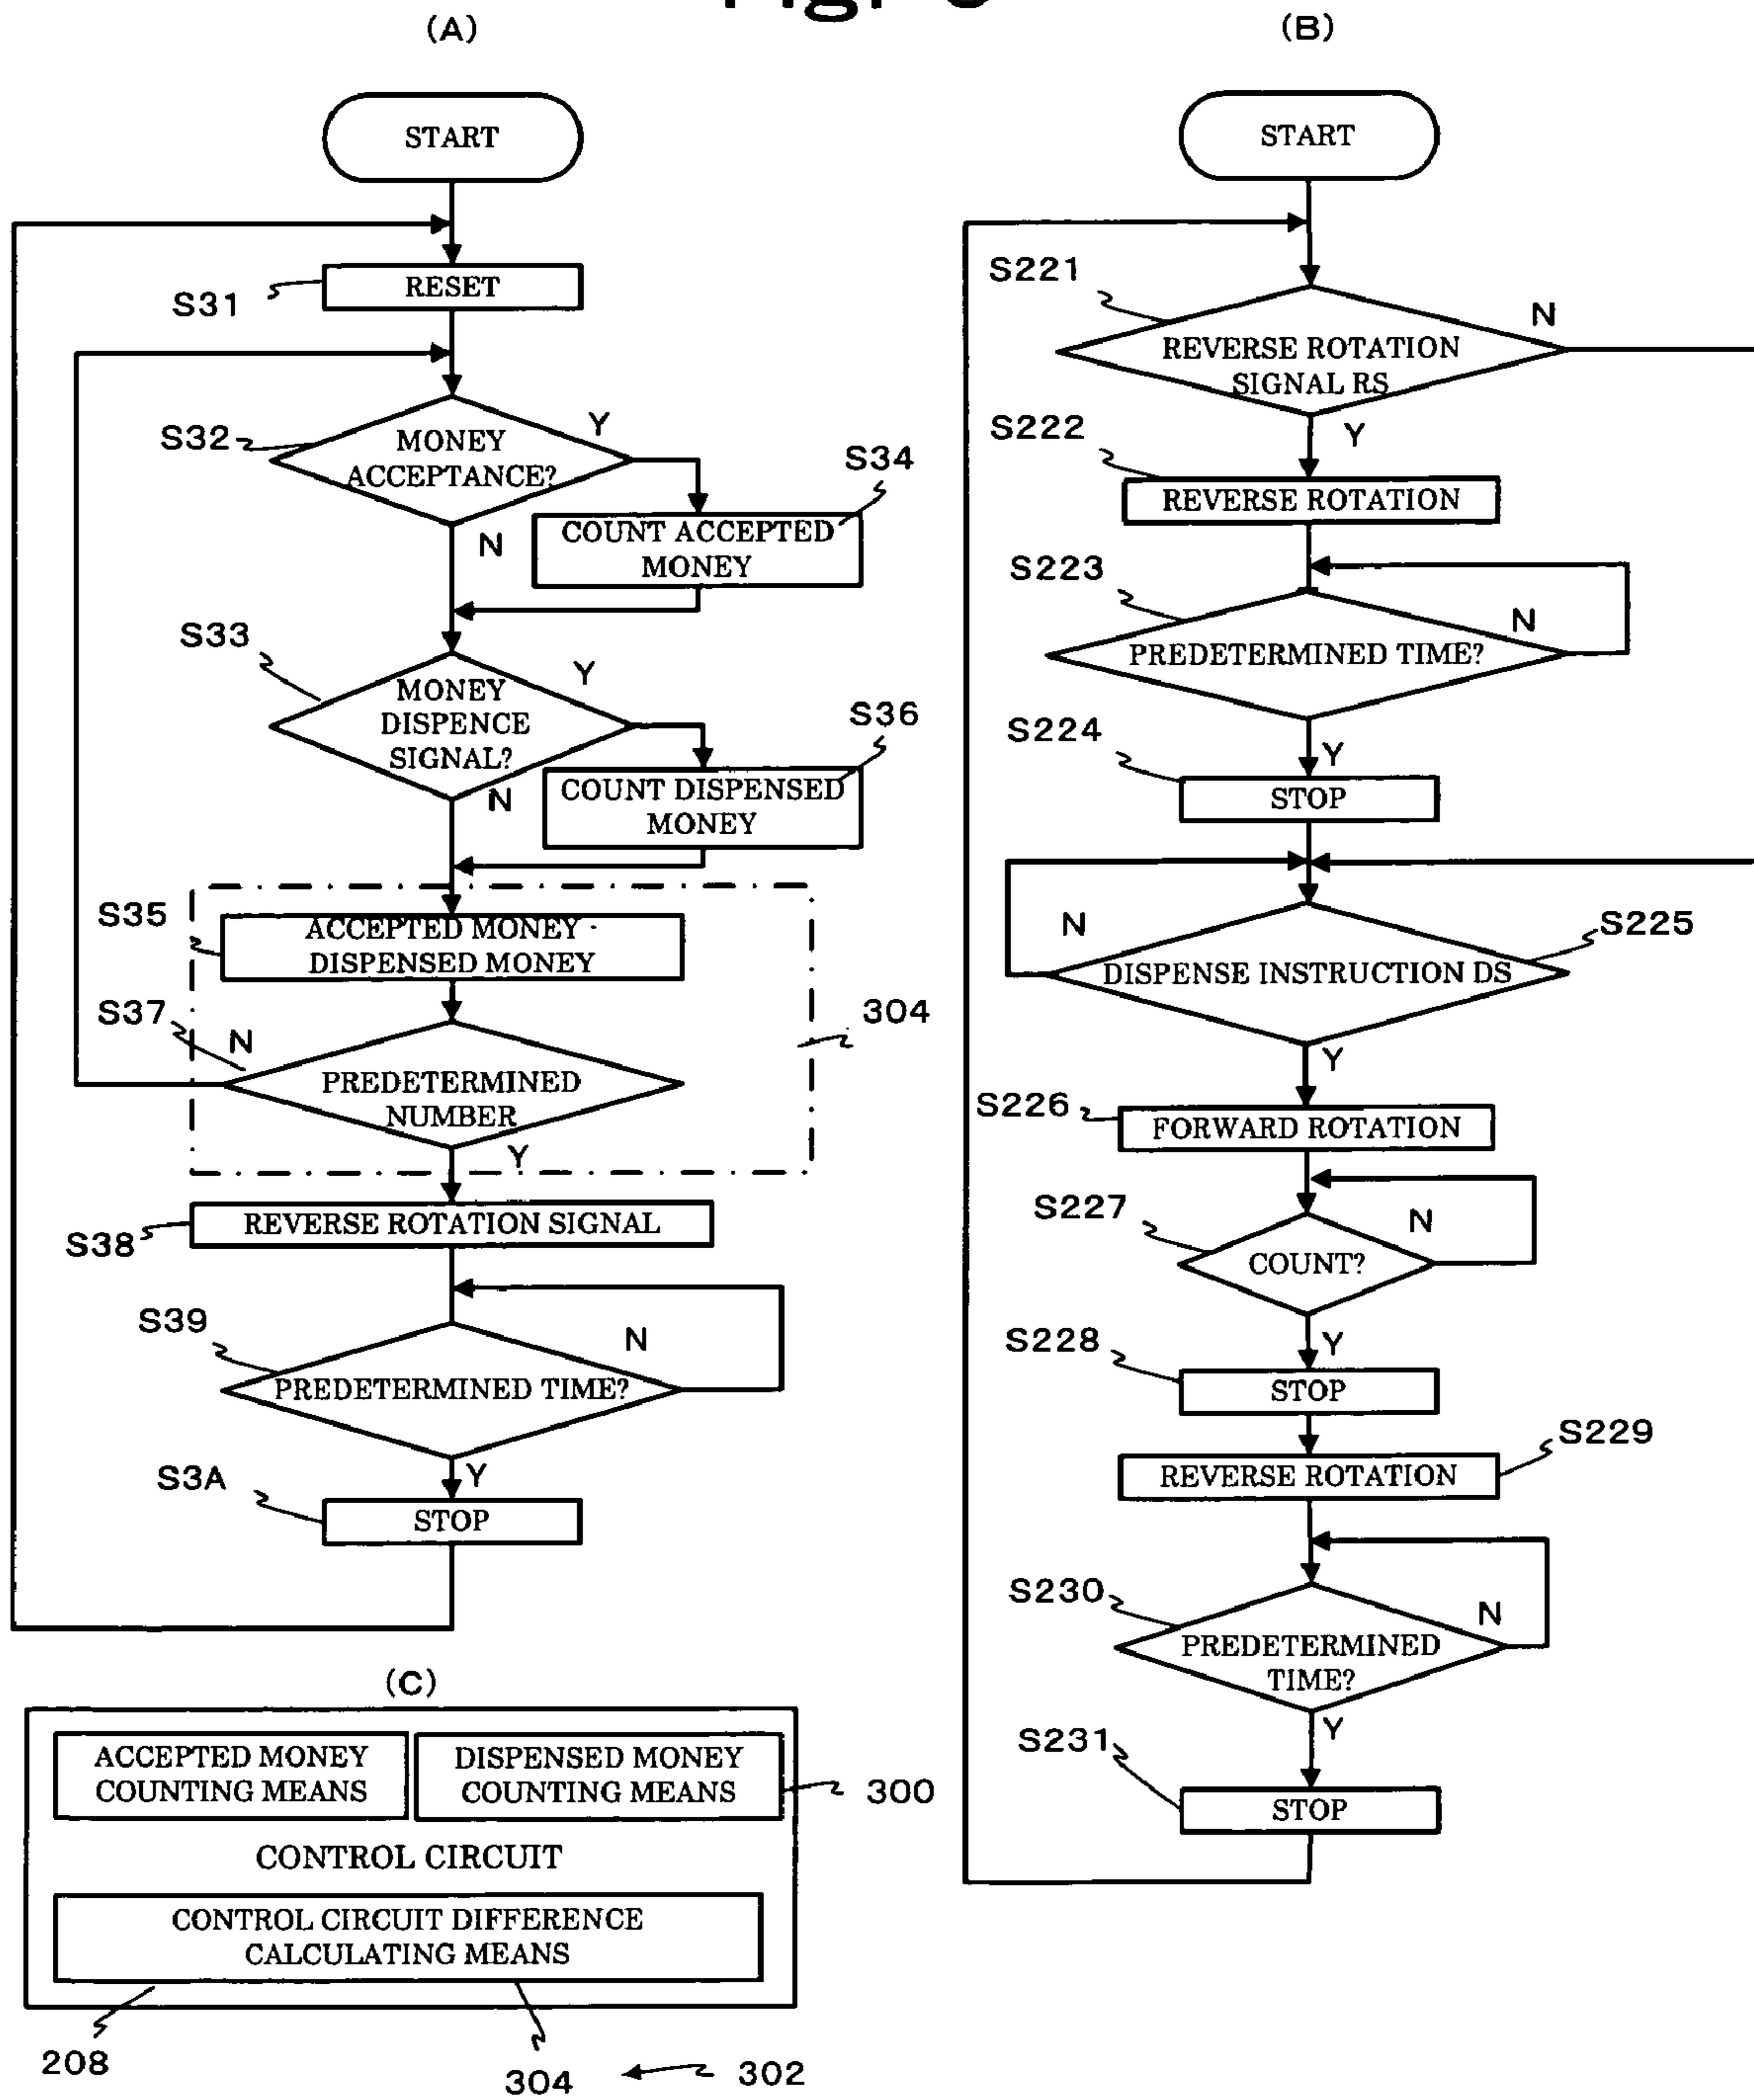 (A)
START
S31
RESET
S32
MONEY
ACCEPTANCE?
Y
N
S34
COUNT ACCEPTED
MONEY
S33
MONEY
DISPENCE
SIGNAL?
Y
N
S36
COUNT DISPENSED
MONEY
S35
ACCEPTED MONEY -
DISPENSED MONEY
S37
N
PREDETERMINED
NUMBER
Y
304
S38
REVERSE ROTATION SIGNAL
S39
PREDETERMINED TIME?
N
Y
S3A
STOP
(B)
START
S221
REVERSE ROTATION
SIGNAL RS
N
Y
S222
REVERSE ROTATION
S223
PREDETERMINED TIME?
N
Y
S224
STOP
N
S225
DISPENSE INSTRUCTION DS
Y
S226
FORWARD ROTATION
S227
COUNT?
N
Y
S228
STOP
S229
REVERSE ROTATION
S230
PREDETERMINED
TIME?
N
Y
S231
STOP
(C)
ACCEPTED MONEY
COUNTING MEANS
DISPENSED MONEY
COUNTING MEANS
300
CONTROL CIRCUIT
CONTROL CIRCUIT DIFFERENCE
CALCULATING MEANS
208
304
302